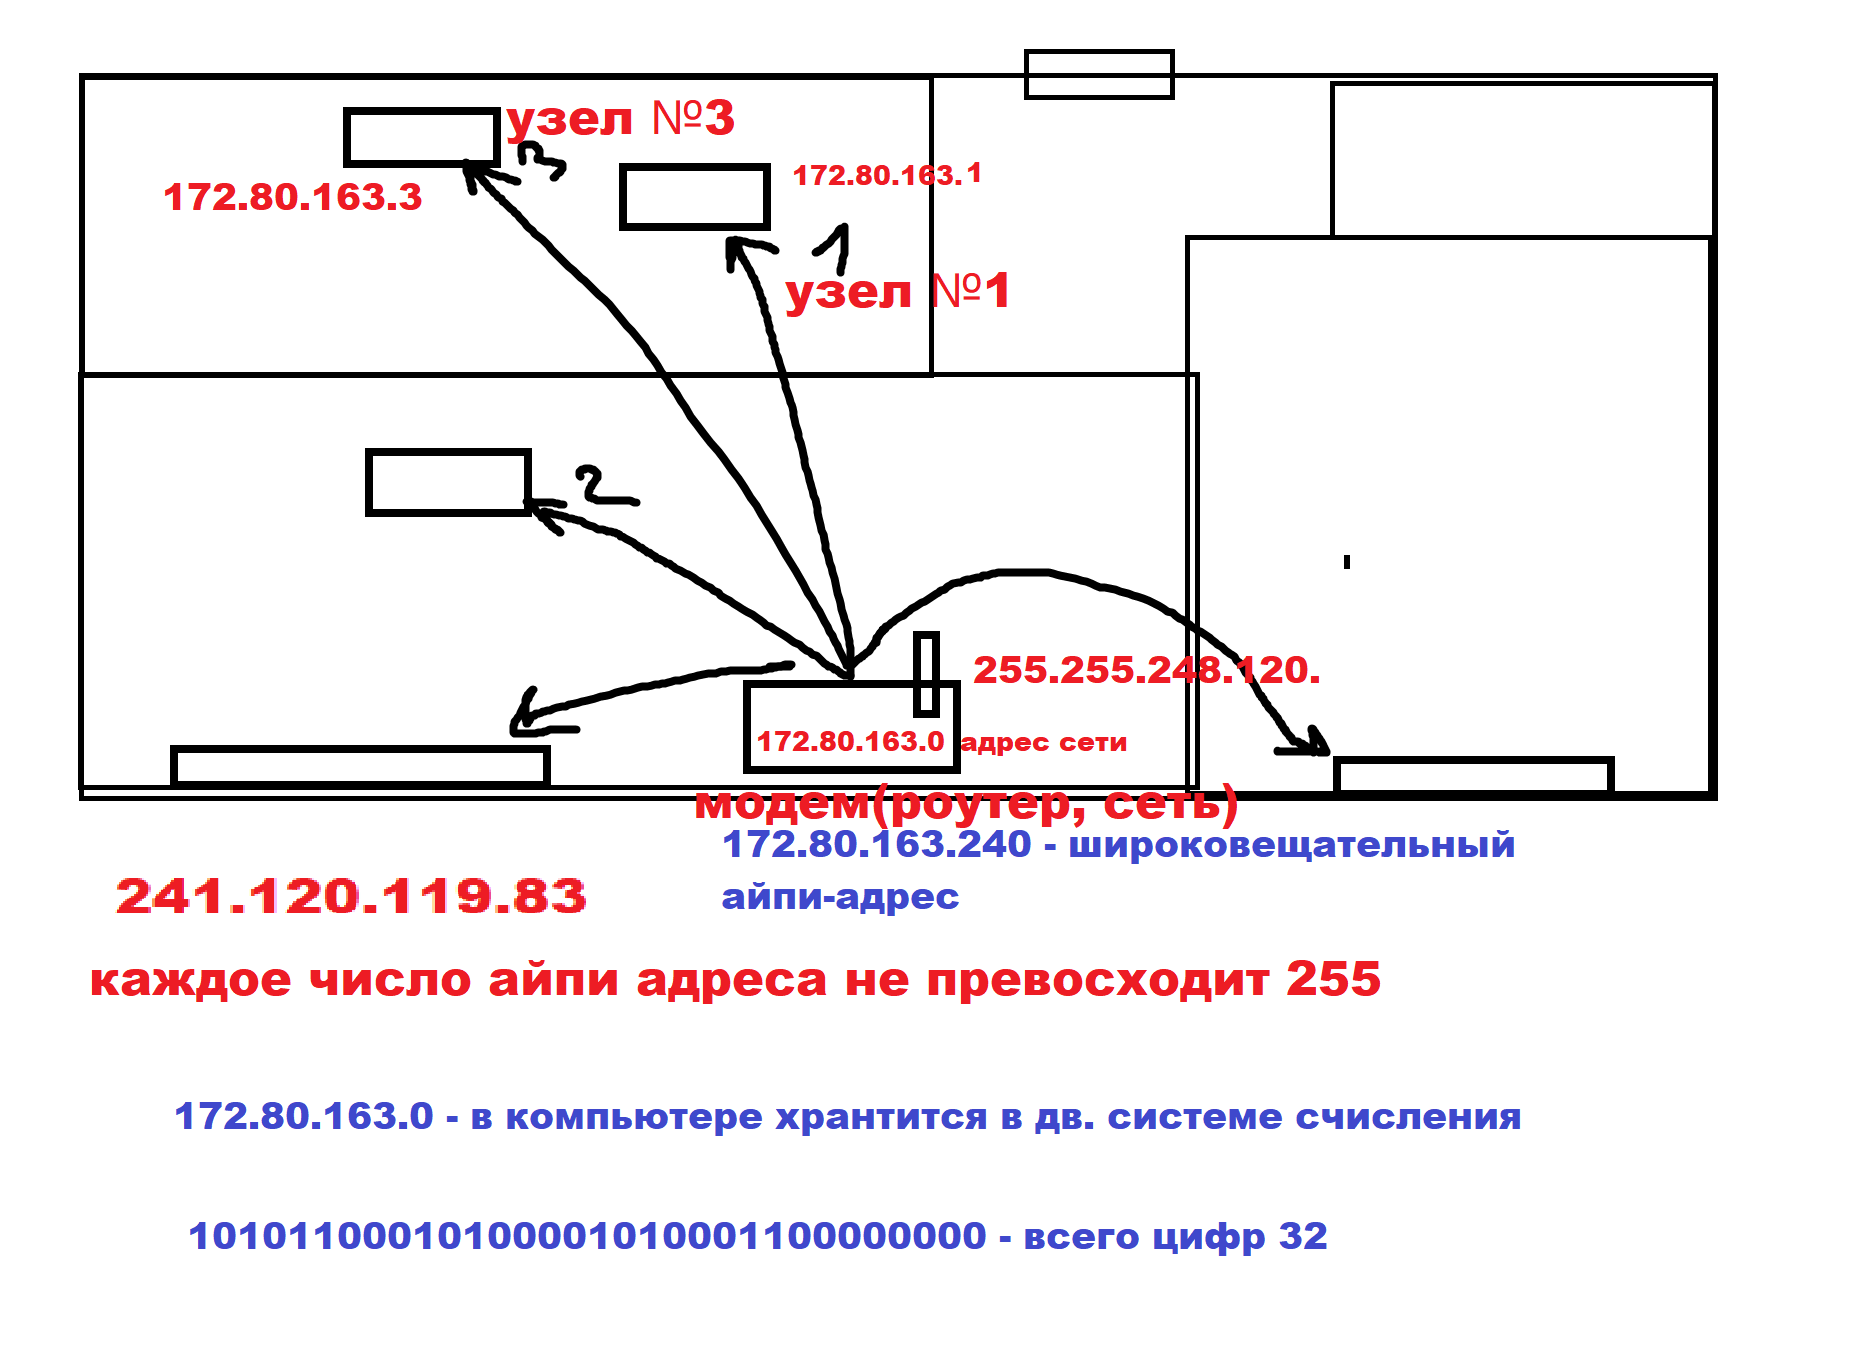 узел №3
3
172.80.163.1
172.80.163.3
1
узел №1
2
255.255.248.120.
172.80.163.0 адрес сети
модем(роутер, сеть)
172.80.163.240 - широковещательный
айпи-адрес
241.120.119.83
каждое число айпи адреса не превосходит 255
172.80.163.0 - в компьютере хрантится в дв. системе счисления
10101100010100001010001100000000 - всего цифр 32